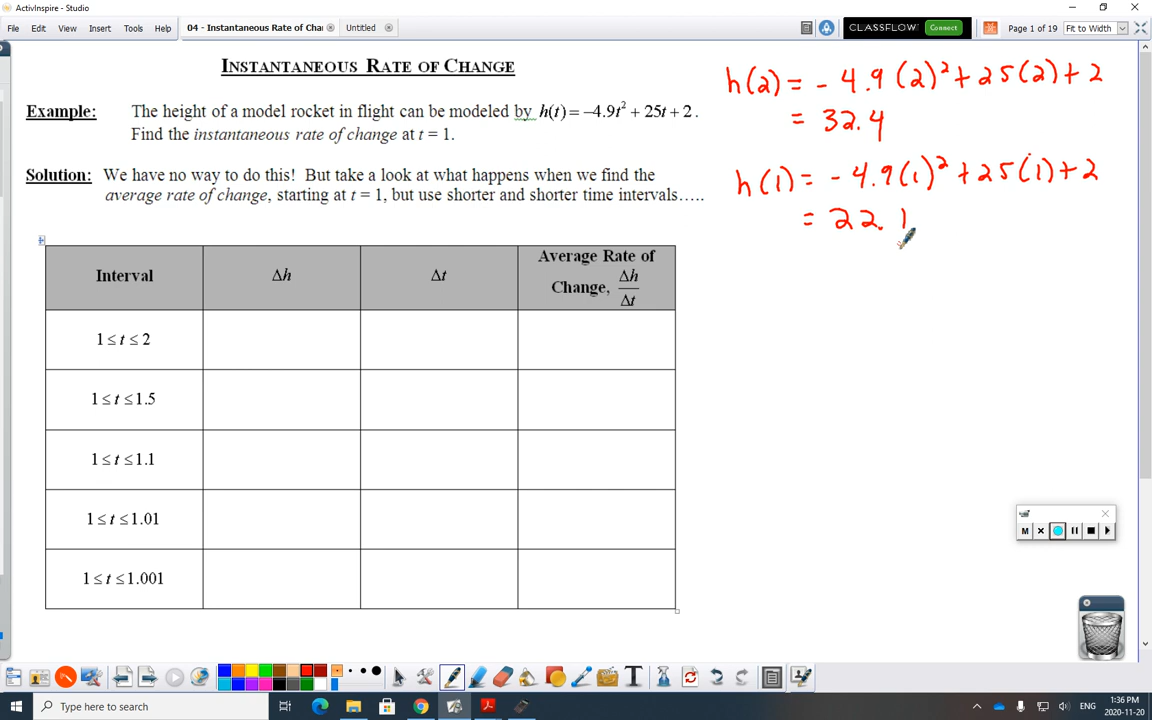 ActivInspire - Studio
File Edit View Insert Tools Help 04 - Instantaneous Rate of Cha Untitled CLASSFLOW Connect Page 1 of 19 Fit to Width
INSTANTANEOUS RATE OF CHANGE
Example: The height of a model rocket in flight can be modeled by h(t) = −4.9t² + 25t + 2.
Find the instantaneous rate of change at t = 1.
Solution: We have no way to do this! But take a look at what happens when we find the
average rate of change, starting at t = 1, but use shorter and shorter time intervals…..
Interval Δh Δt Average Rate of Change, Δh/Δt
1 ≤ t ≤ 2
1 ≤ t ≤ 1.5
1 ≤ t ≤ 1.1
1 ≤ t ≤ 1.01
1 ≤ t ≤ 1.001
h(2) = - 4.9 (2)² + 25(2) + 2
= 32.4
h(1) = - 4.9(1)² + 25(1) + 2
= 22.1
M
T
Type here to search
ENG
1:36 PM
2020-11-20